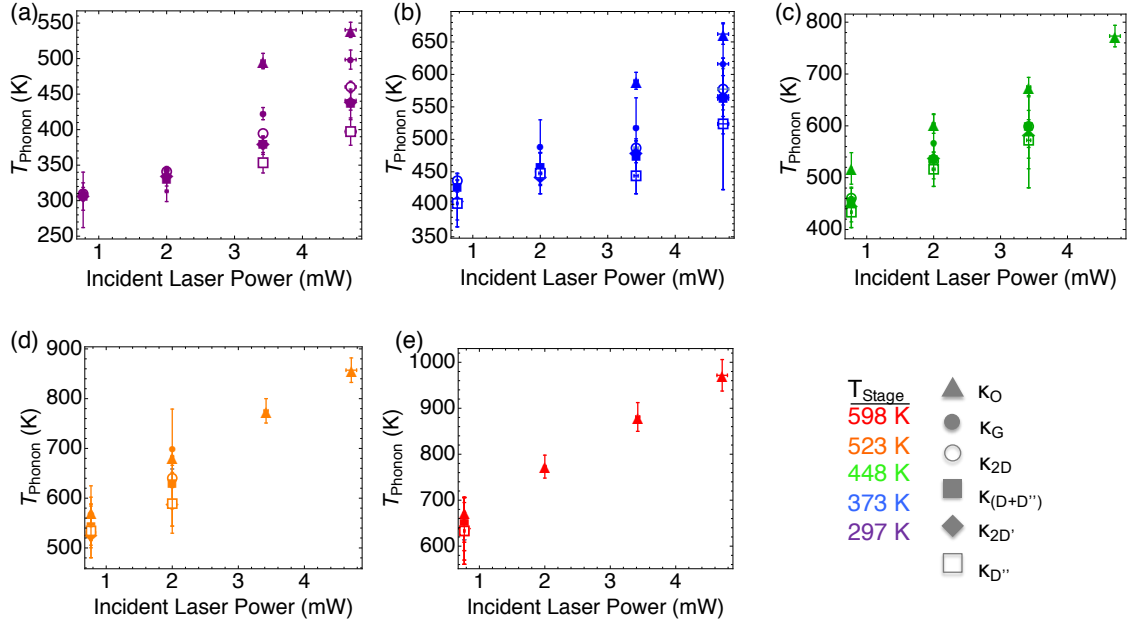 (a)
550
500
450
400
350
300
250
T_Phonon (K)
1 2 3 4
Incident Laser Power (mW)
(b)
650
600
550
500
450
400
350
T_Phonon (K)
1 2 3 4
Incident Laser Power (mW)
(c)
800
700
600
500
400
T_Phonon (K)
1 2 3 4
Incident Laser Power (mW)
(d)
900
800
700
600
500
T_Phonon (K)
1 2 3 4
Incident Laser Power (mW)
(e)
1000
900
800
700
600
T_Phonon (K)
1 2 3 4
Incident Laser Power (mW)
T_Stage
598 K
523 K
448 K
373 K
297 K
κ_O
κ_G
κ_2D
κ_(D+D'')
κ_2D'
κ_D''